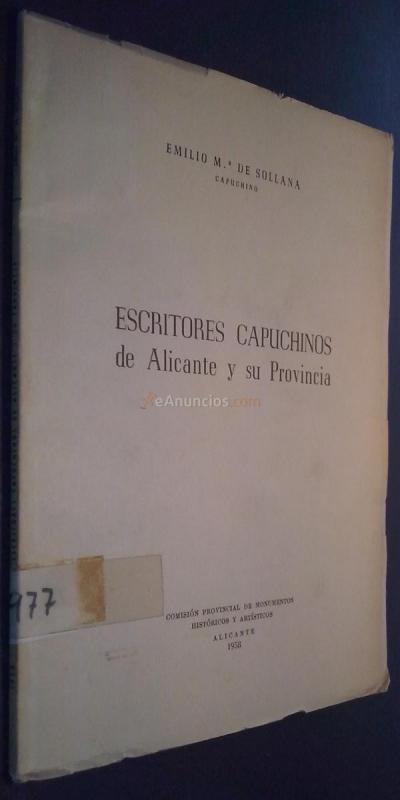 EMILIO M.ª DE SOLLANA
CAPUCHINO
ESCRITORES CAPUCHINOS
de Alicante y su Provincia
eAnuncios.com
977
COMISIÓN PROVINCIAL DE MONUMENTOS
HISTÓRICOS Y ARTÍSTICOS
ALICANTE
1958